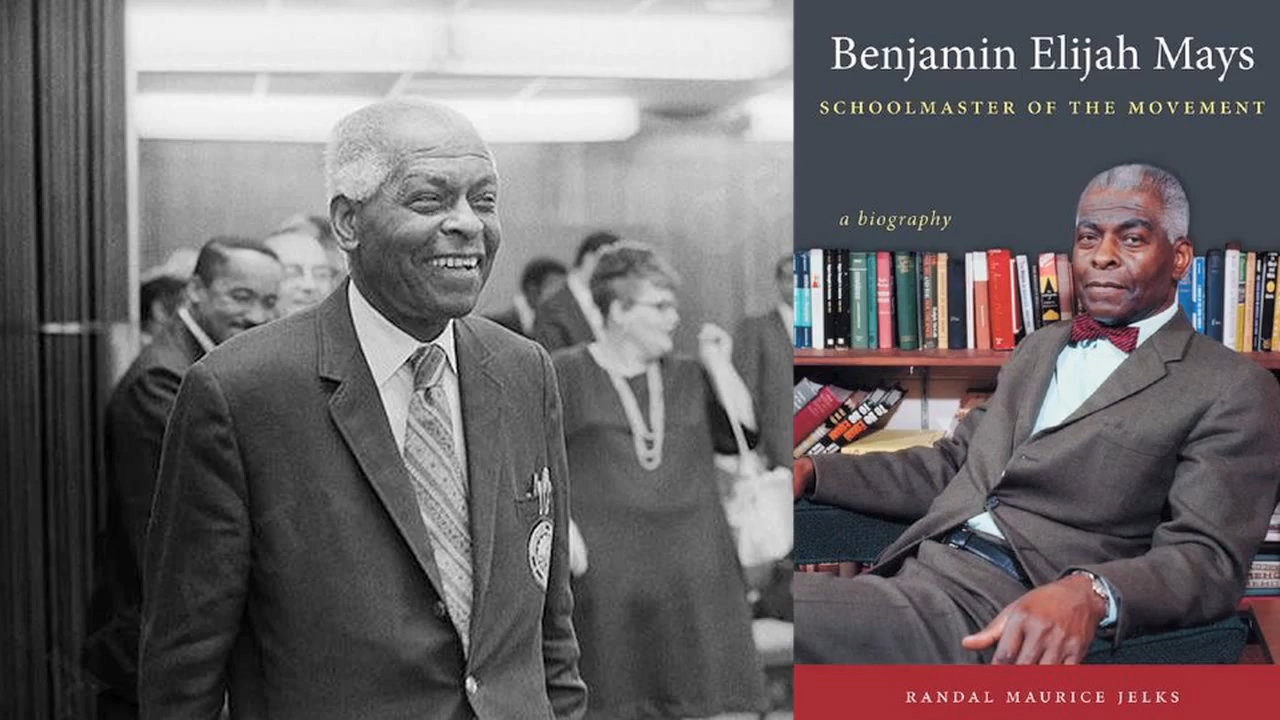 Benjamin Elijah Mays
SCHOOLMASTER OF THE MOVEMENT
a biography
RANDAL MAURICE JELKS